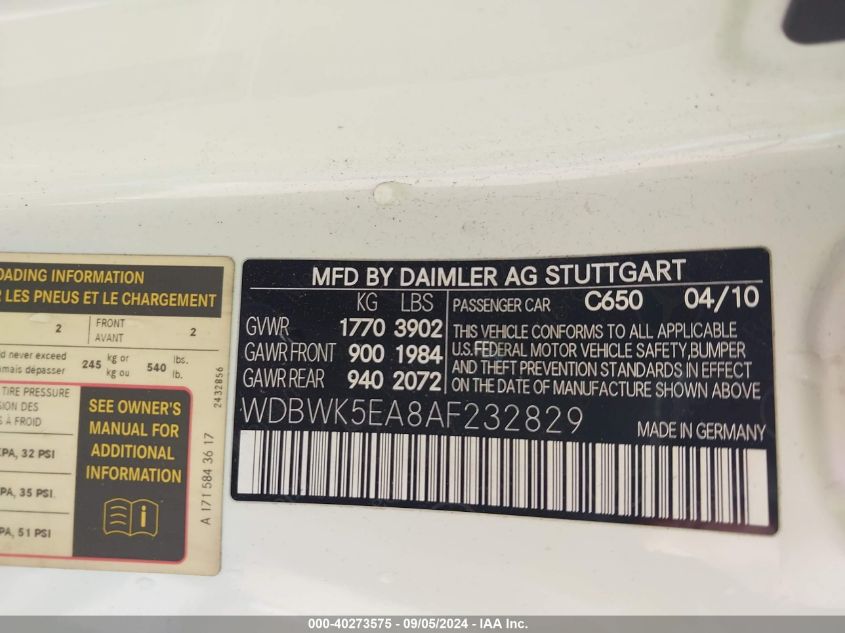 OADING INFORMATION
R LES PNEUS ET LE CHARGEMENT
2 FRONT AVANT 2
d never exceed 245 kg or 540 lbs.
mais dépasser kg ou lb.
TIRE PRESSURE
SION DES
À FROID
PA, 32 PSI
PA, 35 PSI
PA, 51 PSI
SEE OWNER'S
MANUAL FOR
ADDITIONAL
INFORMATION
i
A 171 584 36 17
2432856
MFD BY DAIMLER AG STUTTGART
KG LBS
GVWR 1770 3902
GAWR FRONT 900 1984
GAWR REAR 940 2072
PASSENGER CAR C650 04/10
THIS VEHICLE CONFORMS TO ALL APPLICABLE
U.S.FEDERAL MOTOR VEHICLE SAFETY,BUMPER
AND THEFT PREVENTION STANDARDS IN EFFECT
ON THE DATE OF MANUFACTURE SHOWN ABOVE
WDBWK5EA8AF232829
MADE IN GERMANY
000-40273575 - 09/05/2024 - IAA Inc.